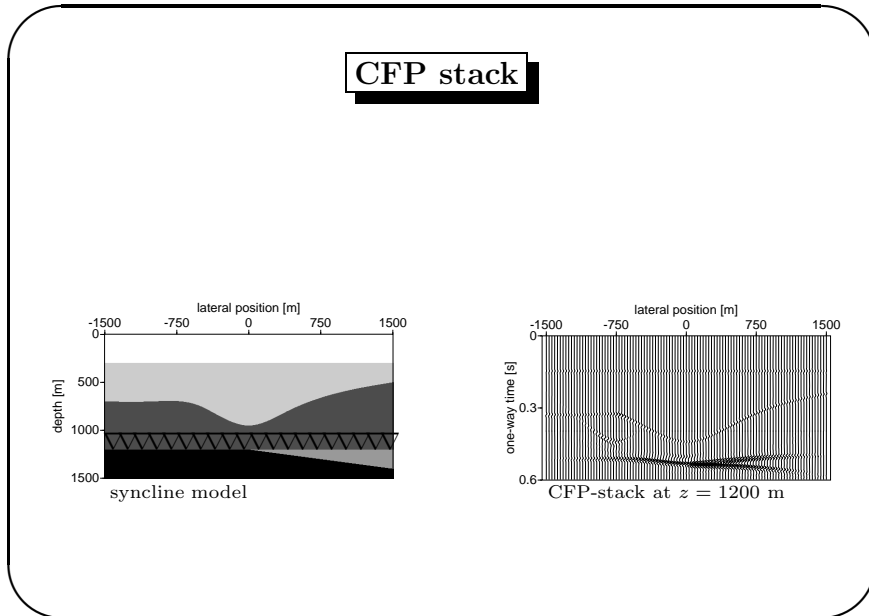 CFP stack
lateral position [m]
-1500 -750 0 750 1500
0
500
1000
1500
depth [m]
syncline model
lateral position [m]
-1500 -750 0 750 1500
0
0.3
0.6
one-way time [s]
CFP-stack at z = 1200 m